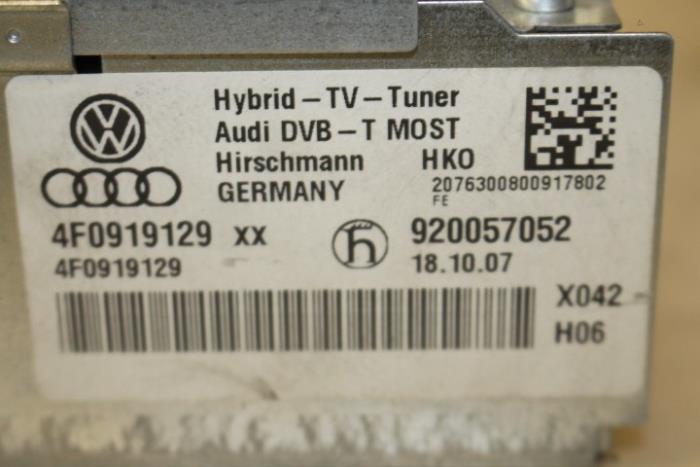 Hybrid-TV-Tuner
Audi DVB-T MOST
Hirschmann HKO
GERMANY 2076300800917802
FE
4F0919129 XX 920057052
4F0919129 18.10.07
X042
H06